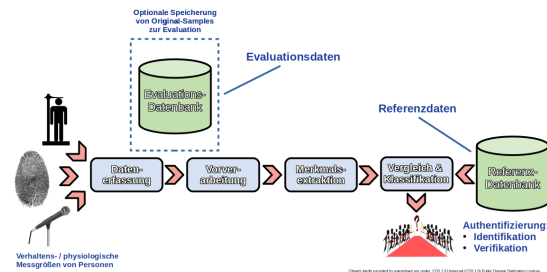 Optionale Speicherung
von Original-Samples
zur Evaluation
Evaluationsdaten
Evaluations-
Datenbank
Referenzdaten
Daten-
erfassung
Vorver-
arbeitung
Merkmals-
extraktion
Vergleich &
Klassifikation
Referenz-
Datenbank
Verhaltens- / physiologische
Messgrößen von Personen
Authentifizierung:
• Identifikation
• Verifikation